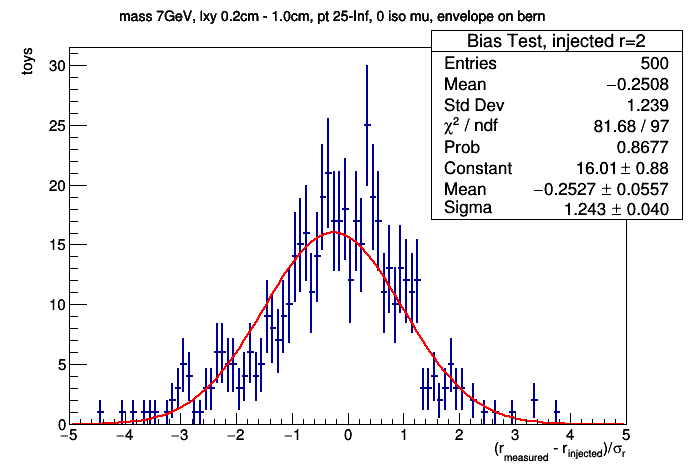 mass 7GeV, lxy 0.2cm - 1.0cm, pt 25-Inf, 0 iso mu, envelope on bern
Bias Test, injected r=2
Entries 500
Mean −0.2508
Std Dev 1.239
χ² / ndf 81.68 / 97
Prob 0.8677
Constant 16.01 ± 0.88
Mean −0.2527 ± 0.0557
Sigma 1.243 ± 0.040
toys
30
25
20
15
10
5
0
−5 −4 −3 −2 −1 0 1 2 3 4 5
(r_measured - r_injected)/σ_r